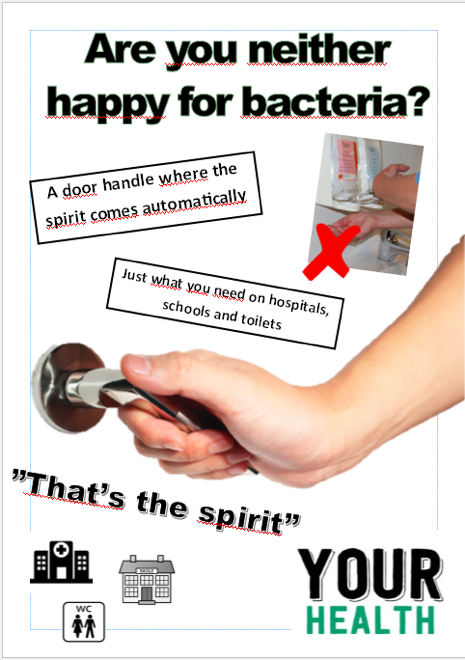 Are you neither
happy for bacteria?
A door handle where the
spirit comes automatically
Just what you need on hospitals,
schools and toilets
”That’s the spirit”
WC
YOUR
HEALTH